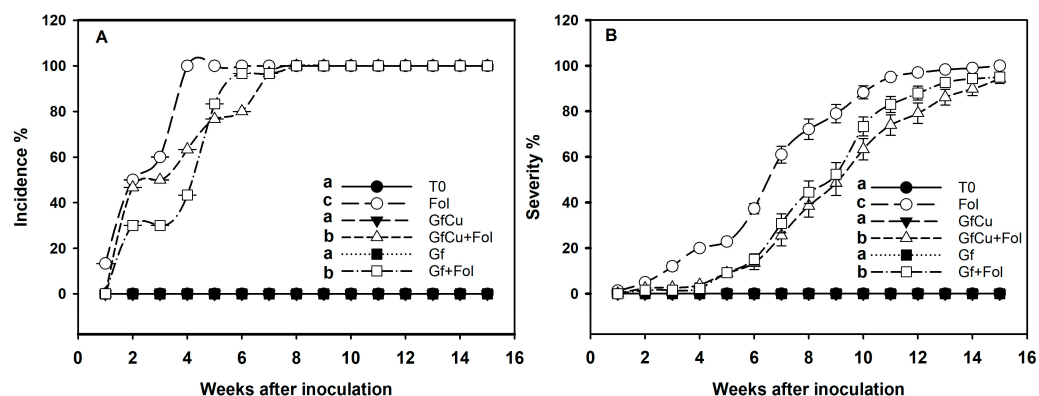 A
Incidence %
120
100
80
60
40
20
0
a T0
c Fol
a GfCu
b GfCu+Fol
a Gf
b Gf+Fol
0 2 4 6 8 10 12 14 16
Weeks after inoculation
B
Severity %
120
100
80
60
40
20
0
a T0
c Fol
a GfCu
b GfCu+Fol
a Gf
b Gf+Fol
0 2 4 6 8 10 12 14 16
Weeks after inoculation